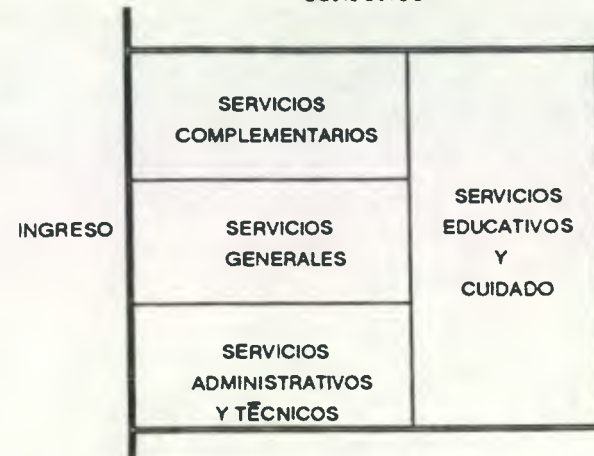 SERVICIOS
COMPLEMENTARIOS
INGRESO
SERVICIOS
GENERALES
SERVICIOS
ADMINISTRATIVOS
Y TÉCNICOS
SERVICIOS
EDUCATIVOS
Y
CUIDADO